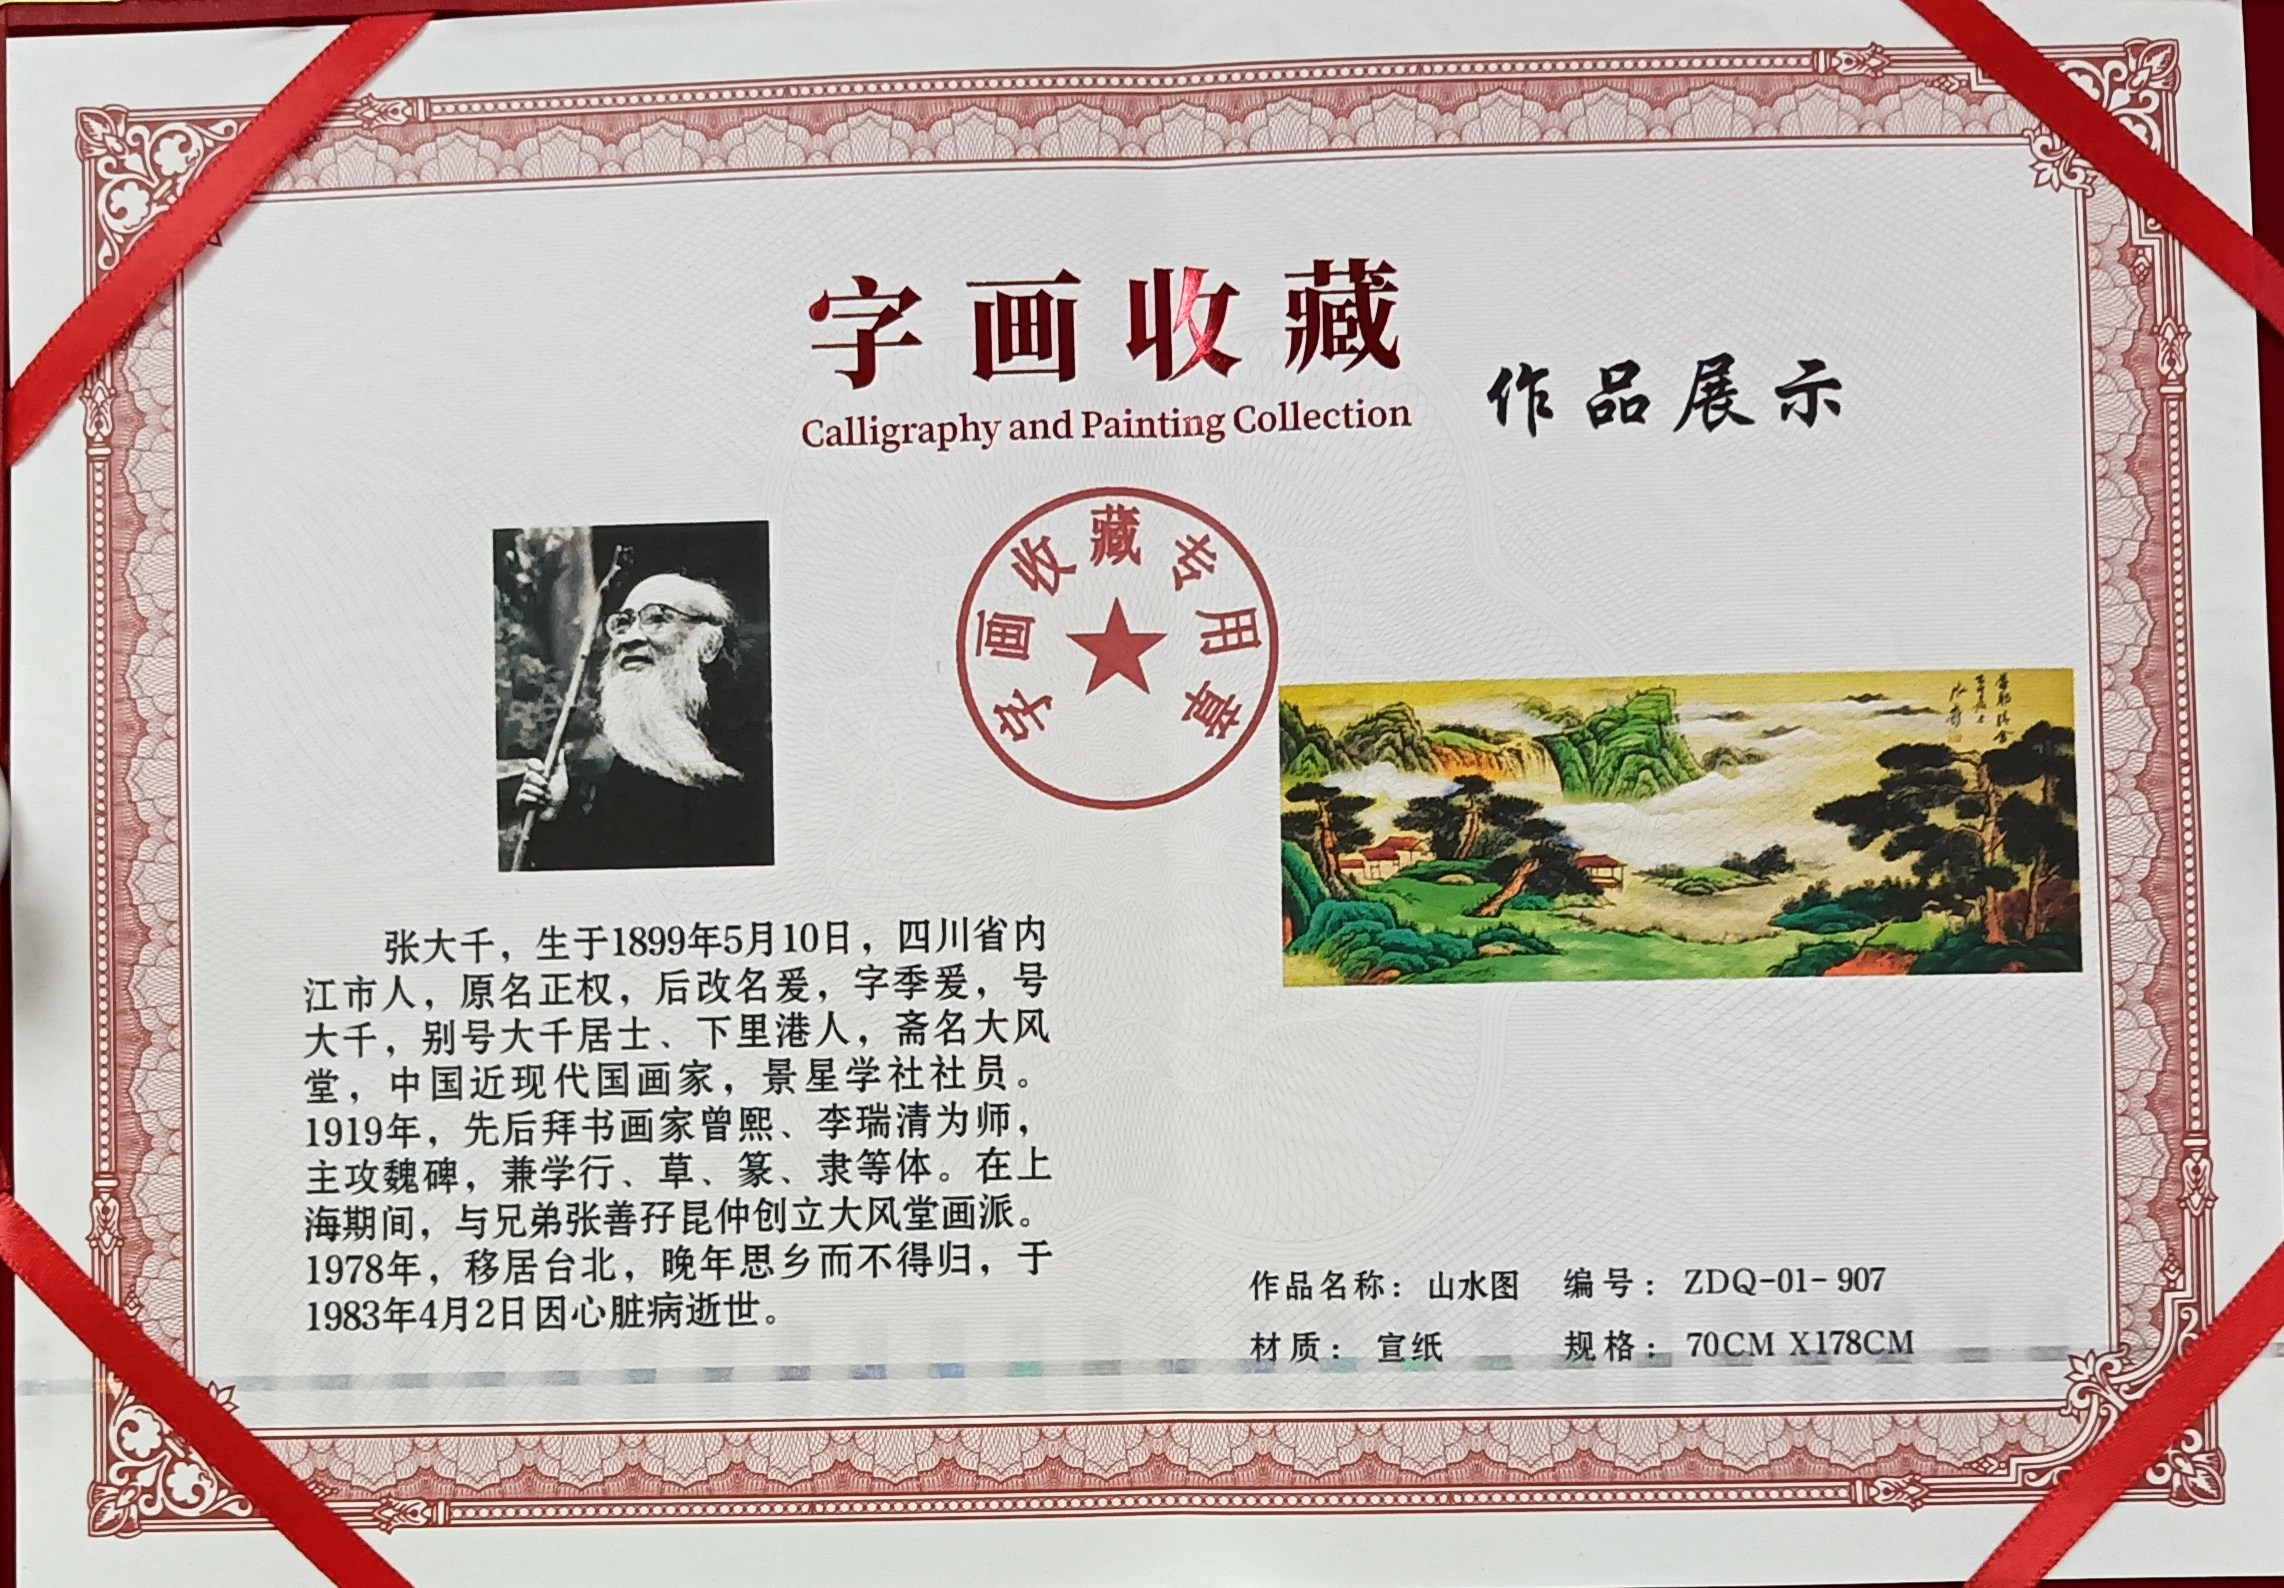 字画收藏
Calligraphy and Painting Collection
作品展示
字画收藏专用章
张大千，生于1899年5月10日，四川省内
江市人，原名正权，后改名爰，字季爰，号
大千，别号大千居士、下里港人，斋名大风
堂，中国近现代国画家，景星学社社员。
1919年，先后拜书画家曾熙、李瑞清为师，
主攻魏碑，兼学行、草、篆、隶等体。在上
海期间，与兄弟张善孖昆仲创立大风堂画派。
1978年，移居台北，晚年思乡而不得归，于
1983年4月2日因心脏病逝世。
作品名称：山水图 编号：ZDQ-01-907
材质：宣纸 规格：70CM X178CM